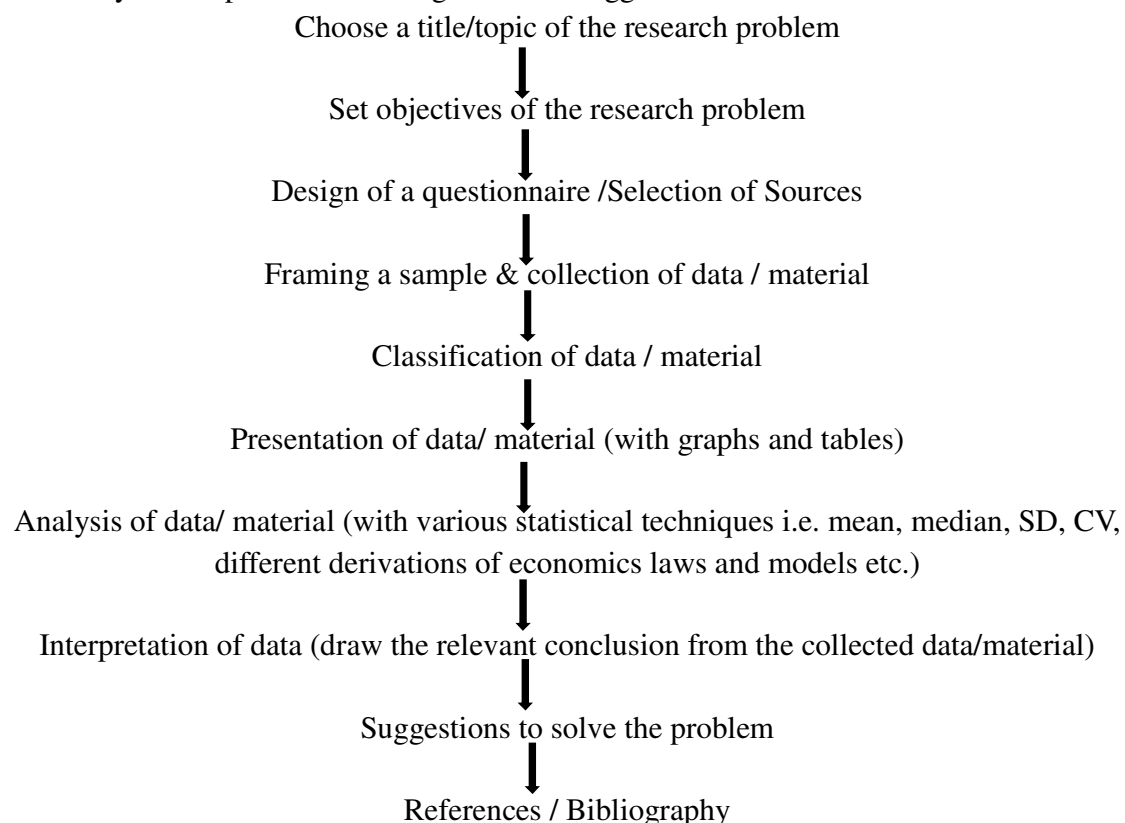 Choose a title/topic of the research problem
Set objectives of the research problem
Design of a questionnaire /Selection of Sources
Framing a sample & collection of data / material
Classification of data / material
Presentation of data/ material (with graphs and tables)
Analysis of data/ material (with various statistical techniques i.e. mean, median, SD, CV,
different derivations of economics laws and models etc.)
Interpretation of data (draw the relevant conclusion from the collected data/material)
Suggestions to solve the problem
References / Bibliography